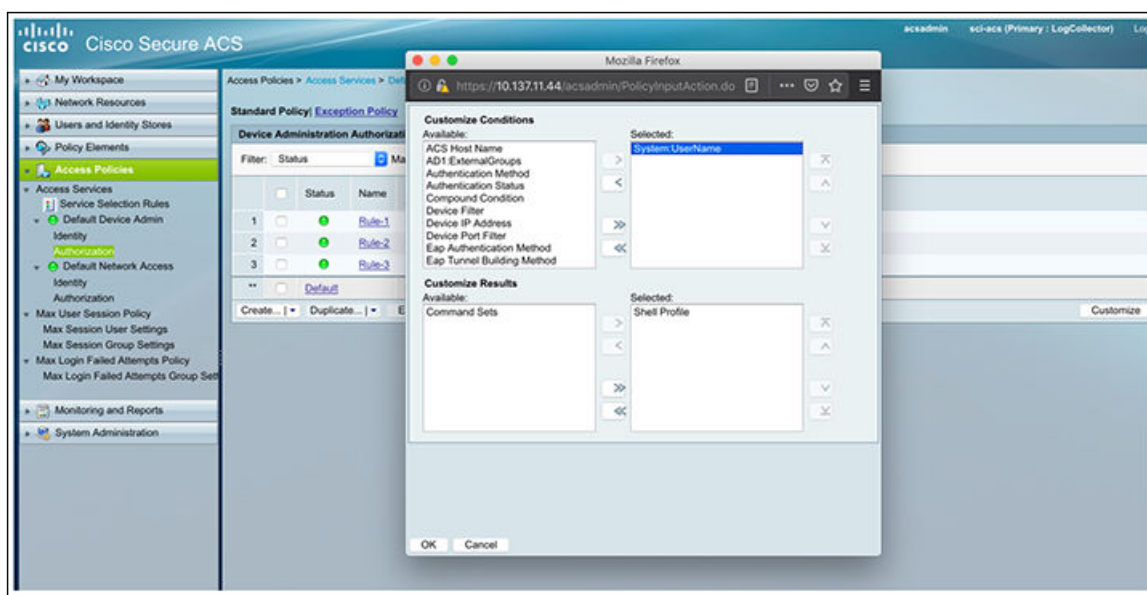 CISCO Cisco Secure ACS
acsadmin sci-acs (Primary : LogCollector)
My Workspace
Network Resources
Users and Identity Stores
Policy Elements
Access Policies
Access Services
Service Selection Rules
Default Device Admin
Identity
Authorization
Default Network Access
Identity
Authorization
Max User Session Policy
Max Session User Settings
Max Session Group Settings
Max Login Failed Attempts Policy
Max Login Failed Attempts Group
Monitoring and Reports
System Administration
Access Policies > Access Services >
Standard Policy| Exception Policy
Device Administration
Filter: Status
Status Name
1 Rule-1
2 Rule-2
3 Rule-3
** Default
Create... | Duplicate... |
Customize
Mozilla Firefox
https://10.137.11.44/acsadmin/PolicyInputAction.do
Customize Conditions
Available:
ACS Host Name
AD1:ExternalGroups
Authentication Method
Authentication Status
Compound Condition
Device Filter
Device IP Address
Device Port Filter
Eap Authentication Method
Eap Tunnel Building Method
Selected:
System:UserName
Customize Results
Available:
Command Sets
Selected:
Shell Profile
OK Cancel